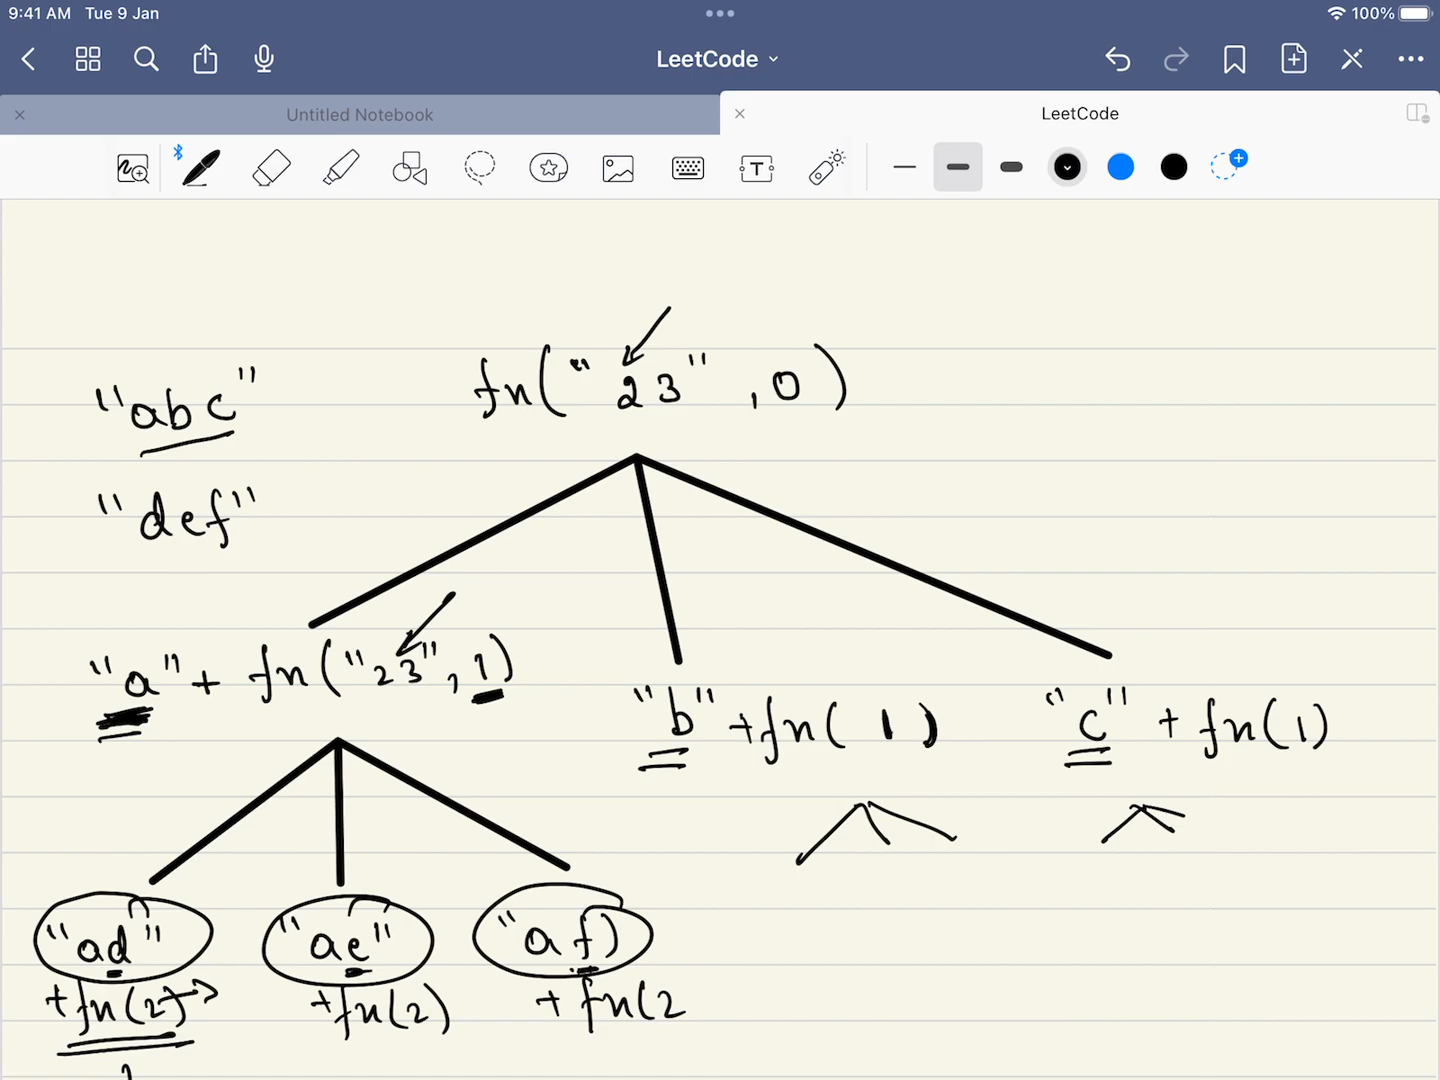 9:41 AM Tue 9 Jan
100%
LeetCode
Untitled Notebook
LeetCode
T
"abc"
fn("23",0)
"def"
"a" + fn("23",1)
"b" +fn(1)
"c" + fn(1)
"ad"
"ae"
"af)
+fn(2)
+fn(2)
+fn(2